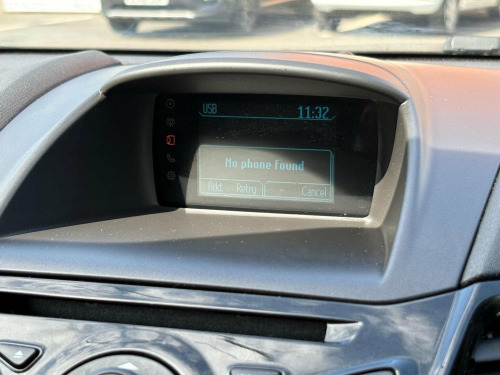 USB 11:32
No phone found
Add Retry Cancel